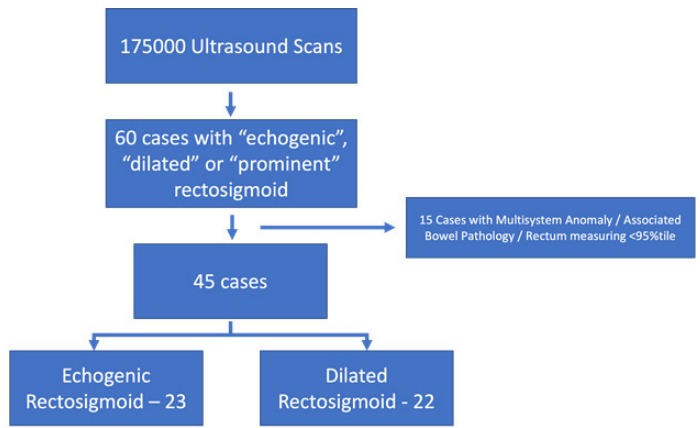 175000 Ultrasound Scans
60 cases with “echogenic”,
“dilated” or “prominent”
rectosigmoid
15 Cases with Multisystem Anomaly / Associated
Bowel Pathology / Rectum measuring <95%tile
45 cases
Echogenic
Rectosigmoid – 23
Dilated
Rectosigmoid - 22